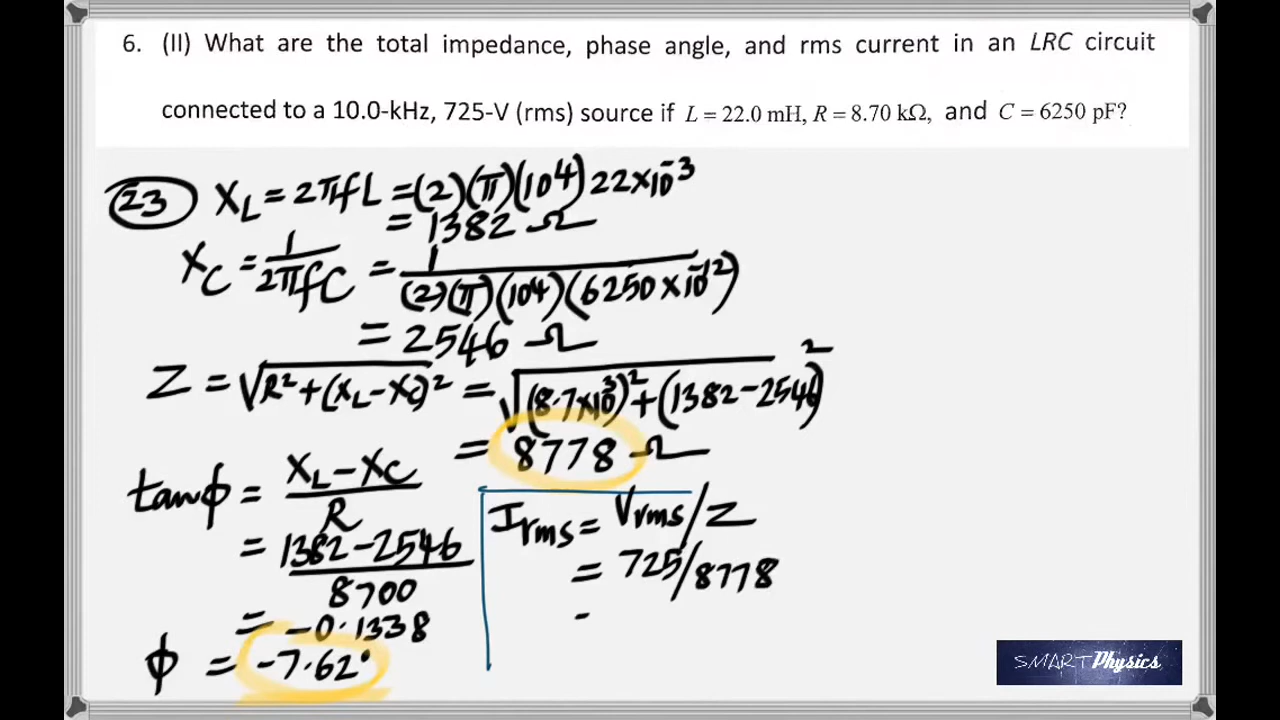 6. (II) What are the total impedance, phase angle, and rms current in an LRC circuit
connected to a 10.0-kHz, 725-V (rms) source if L = 22.0 mH, R = 8.70 kΩ, and C = 6250 pF?
23 X_L = 2πfL = (2)(π)(10^4) 22×10^-3
= 1382 Ω
X_C = 1/2πfC = 1/(2)(π)(10^4)(6250×10^-12)
= 2546 Ω
Z = √R²+(X_L-X_C)² = √(8.7×10³)²+(1382-2546)²
= 8778 Ω
tanφ = X_L-X_C/R
= 1382-2546/8700
= -0.1338
φ = -7.62°
I_rms = V_rms/Z
= 725/8778
=
SMART Physics